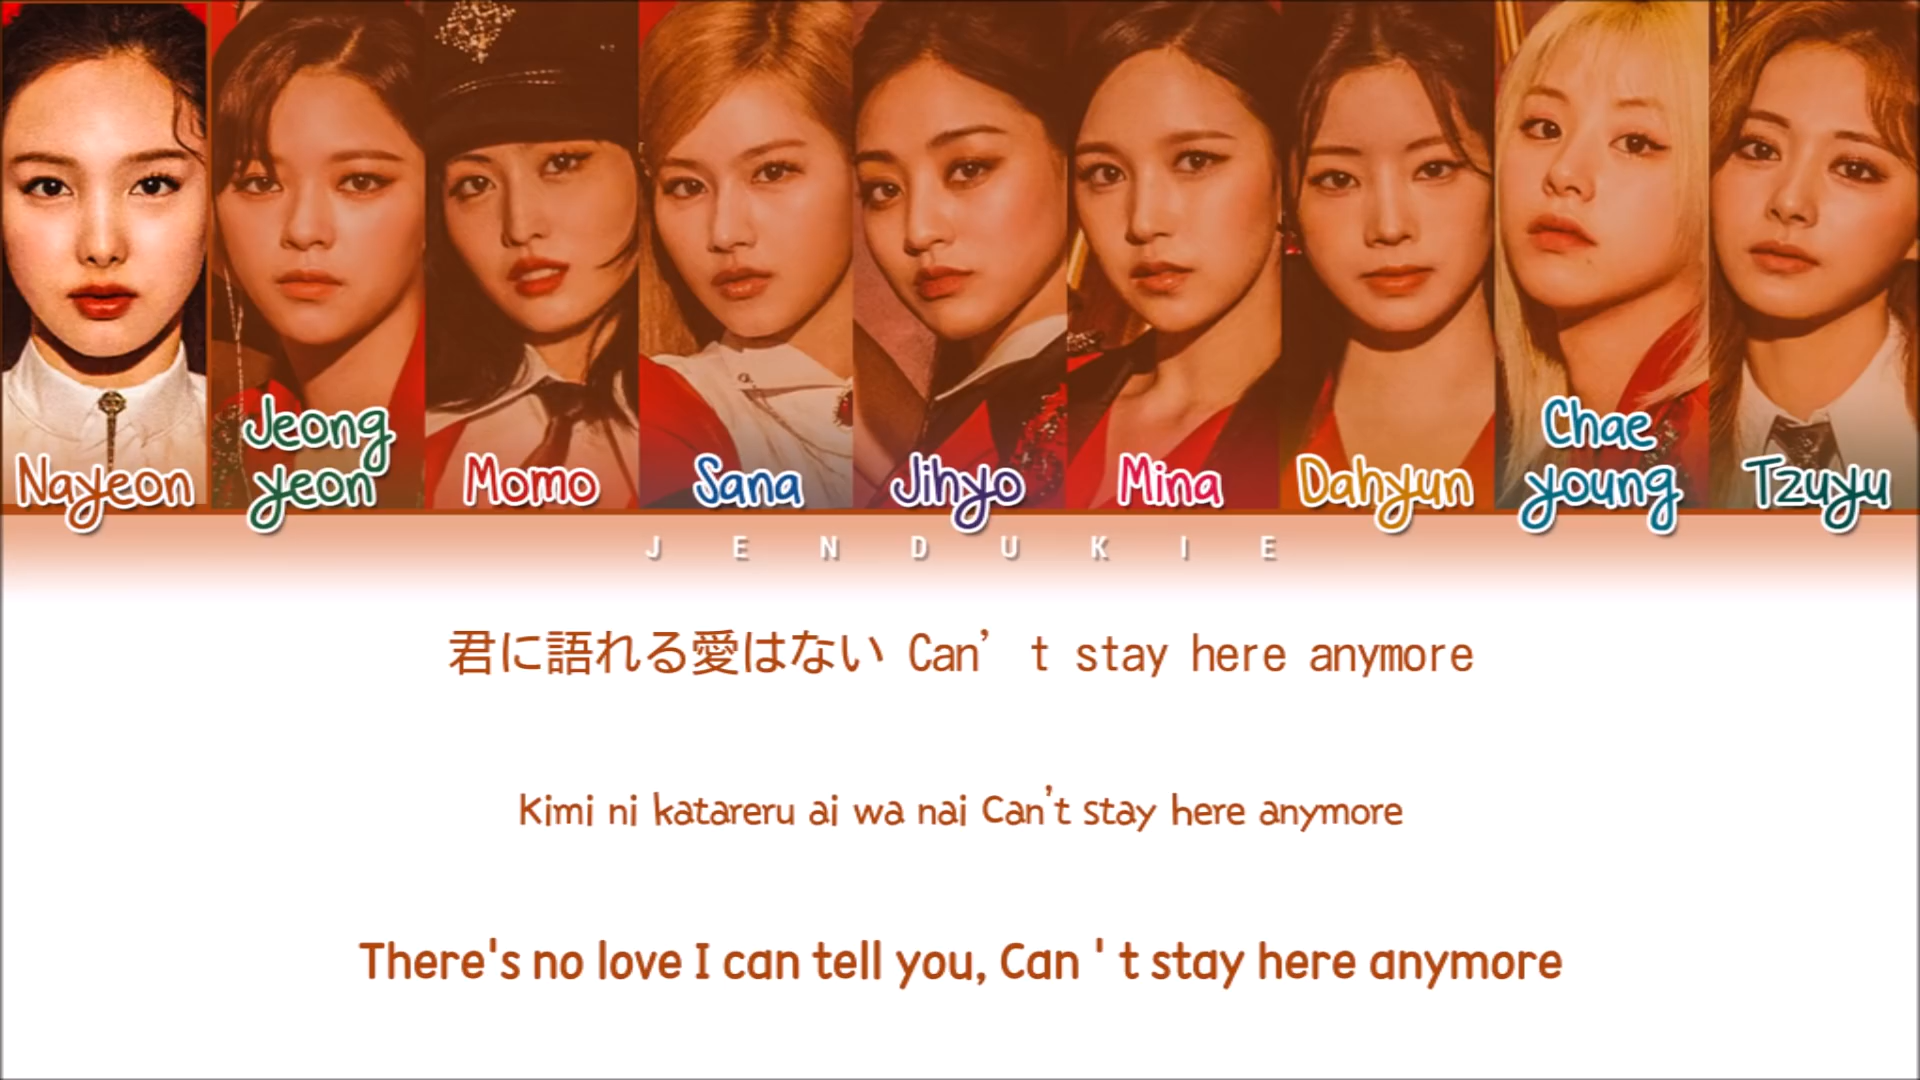 Nayeon
Jeong
yeon
Momo
Sana
Jihyo
Mina
Dahyun
Chae
young
Tzuyu
JENDUKIE
君に語れる愛はない Can’t stay here anymore
Kimi ni katareru ai wa nai Can't stay here anymore
There's no love I can tell you, Can ' t stay here anymore